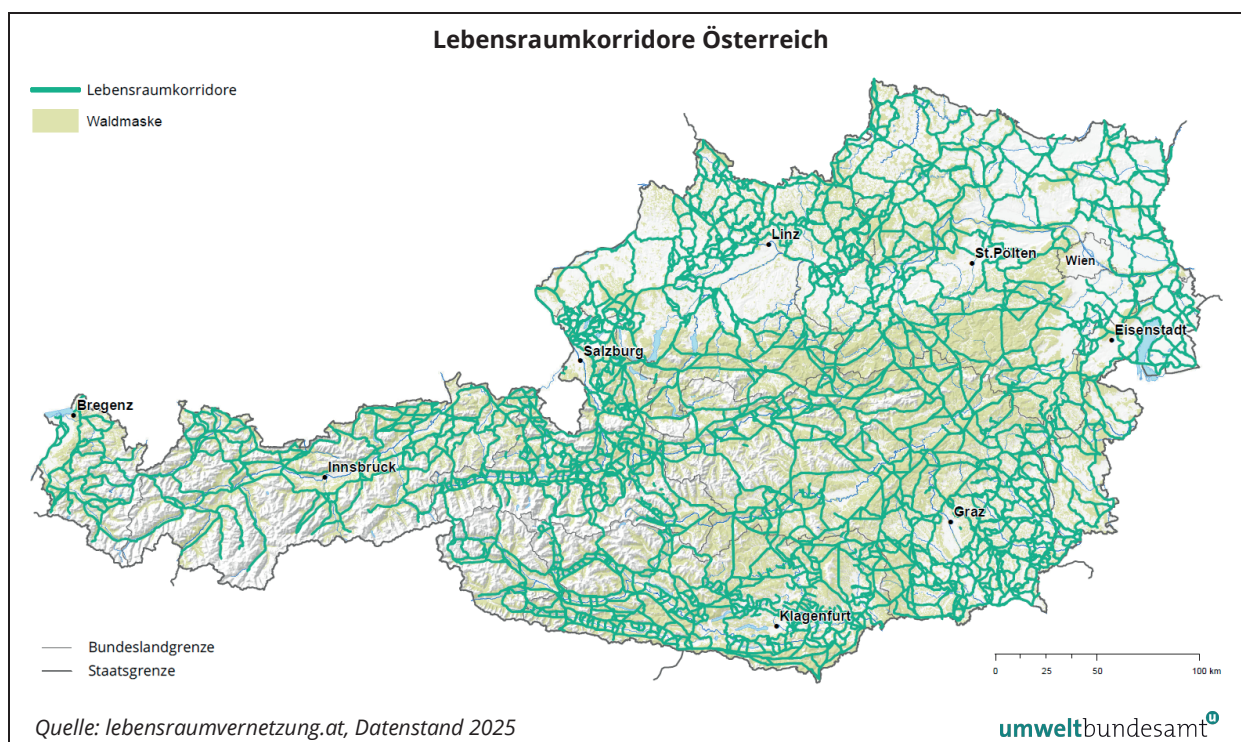 Lebensraumkorridore Österreich
Lebensraumkorridore
Waldmaske
Linz
St.Pölten
Wien
Eisenstadt
Salzburg
Bregenz
Innsbruck
Graz
Klagenfurt
Bundeslandgrenze
Staatsgrenze
0 25 50 100 km
Quelle: lebensraumvernetzung.at, Datenstand 2025
umweltbundesamt u